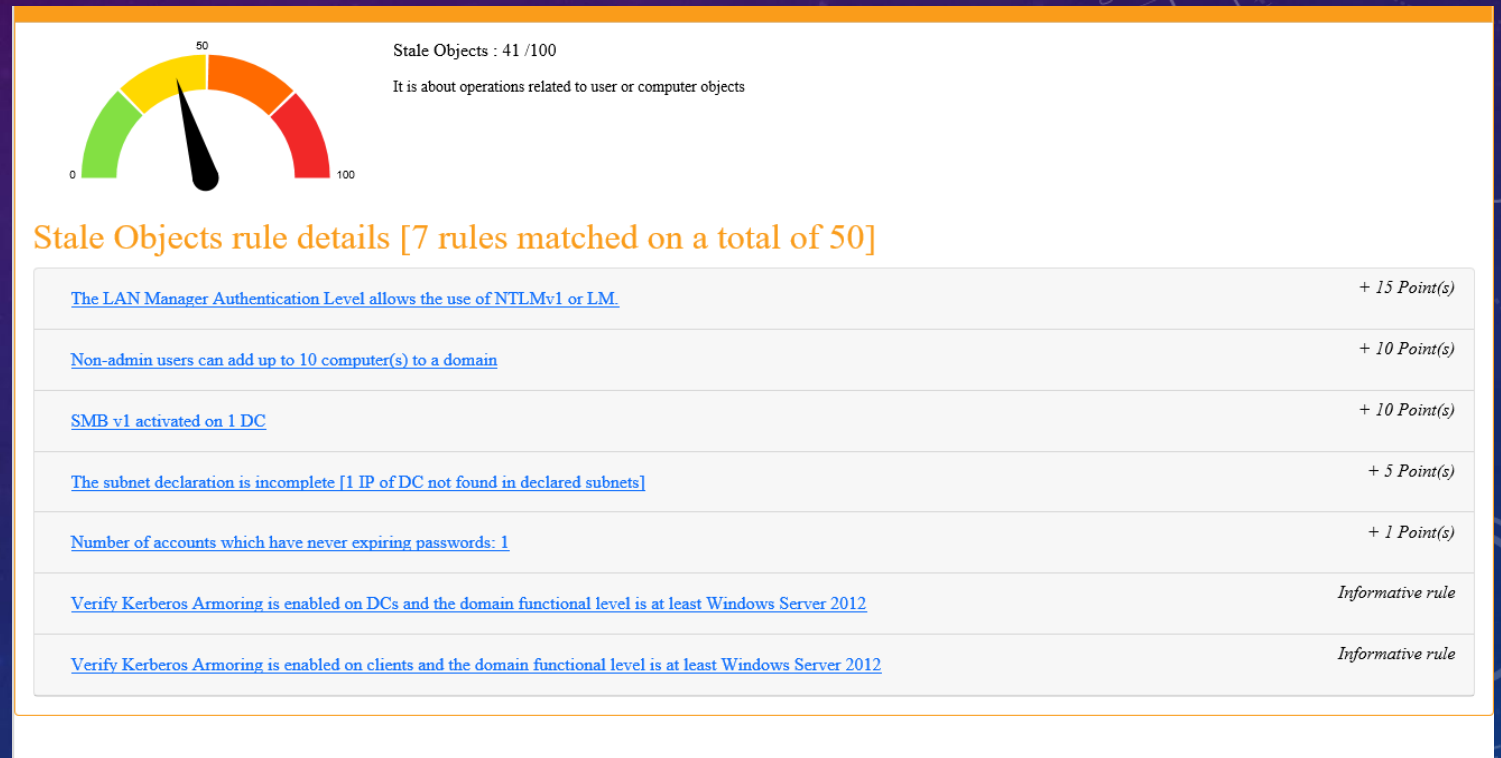 50
0
100
Stale Objects : 41 /100
It is about operations related to user or computer objects
Stale Objects rule details [7 rules matched on a total of 50]
The LAN Manager Authentication Level allows the use of NTLMv1 or LM.
+ 15 Point(s)
Non-admin users can add up to 10 computer(s) to a domain
+ 10 Point(s)
SMB v1 activated on 1 DC
+ 10 Point(s)
The subnet declaration is incomplete [1 IP of DC not found in declared subnets]
+ 5 Point(s)
Number of accounts which have never expiring passwords: 1
+ 1 Point(s)
Verify Kerberos Armoring is enabled on DCs and the domain functional level is at least Windows Server 2012
Informative rule
Verify Kerberos Armoring is enabled on clients and the domain functional level is at least Windows Server 2012
Informative rule